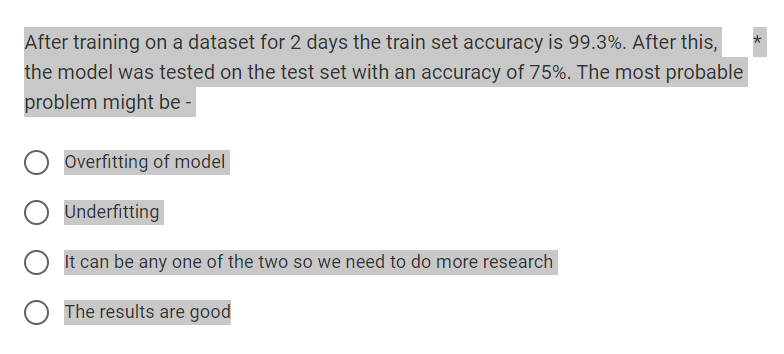 After training on a dataset for 2 days the train set accuracy is 99.3%. After this, *
the model was tested on the test set with an accuracy of 75%. The most probable
problem might be -
Overfitting of model
Underfitting
It can be any one of the two so we need to do more research
The results are good